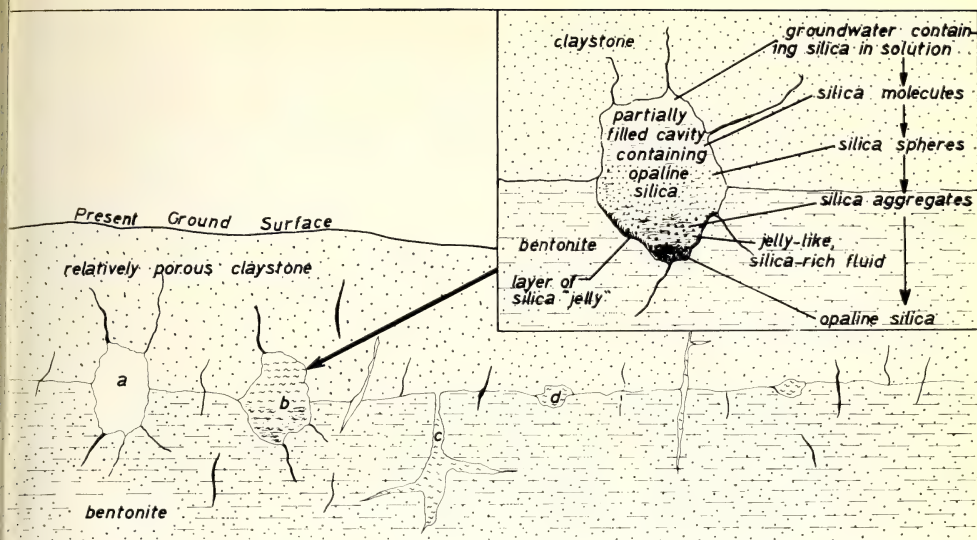 claystone
groundwater contain-
ing silica in solution
silica molecules
partially
filled cavity
containing
opaline
silica
silica spheres
silica aggregates
bentonite
jelly-like,
silica-rich fluid
layer of
silica "jelly"
opaline silica
Present Ground Surface
relatively porous claystone
a
b
c
d
bentonite